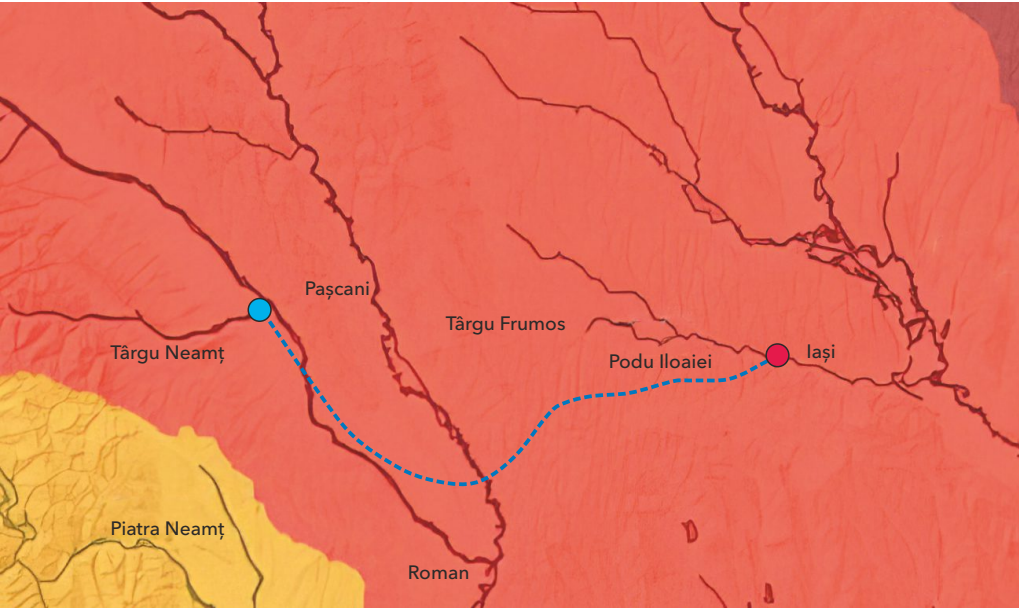 Pașcani
Târgu Frumos
Târgu Neamț
Podu Iloaiei
Iași
Piatra Neamț
Roman